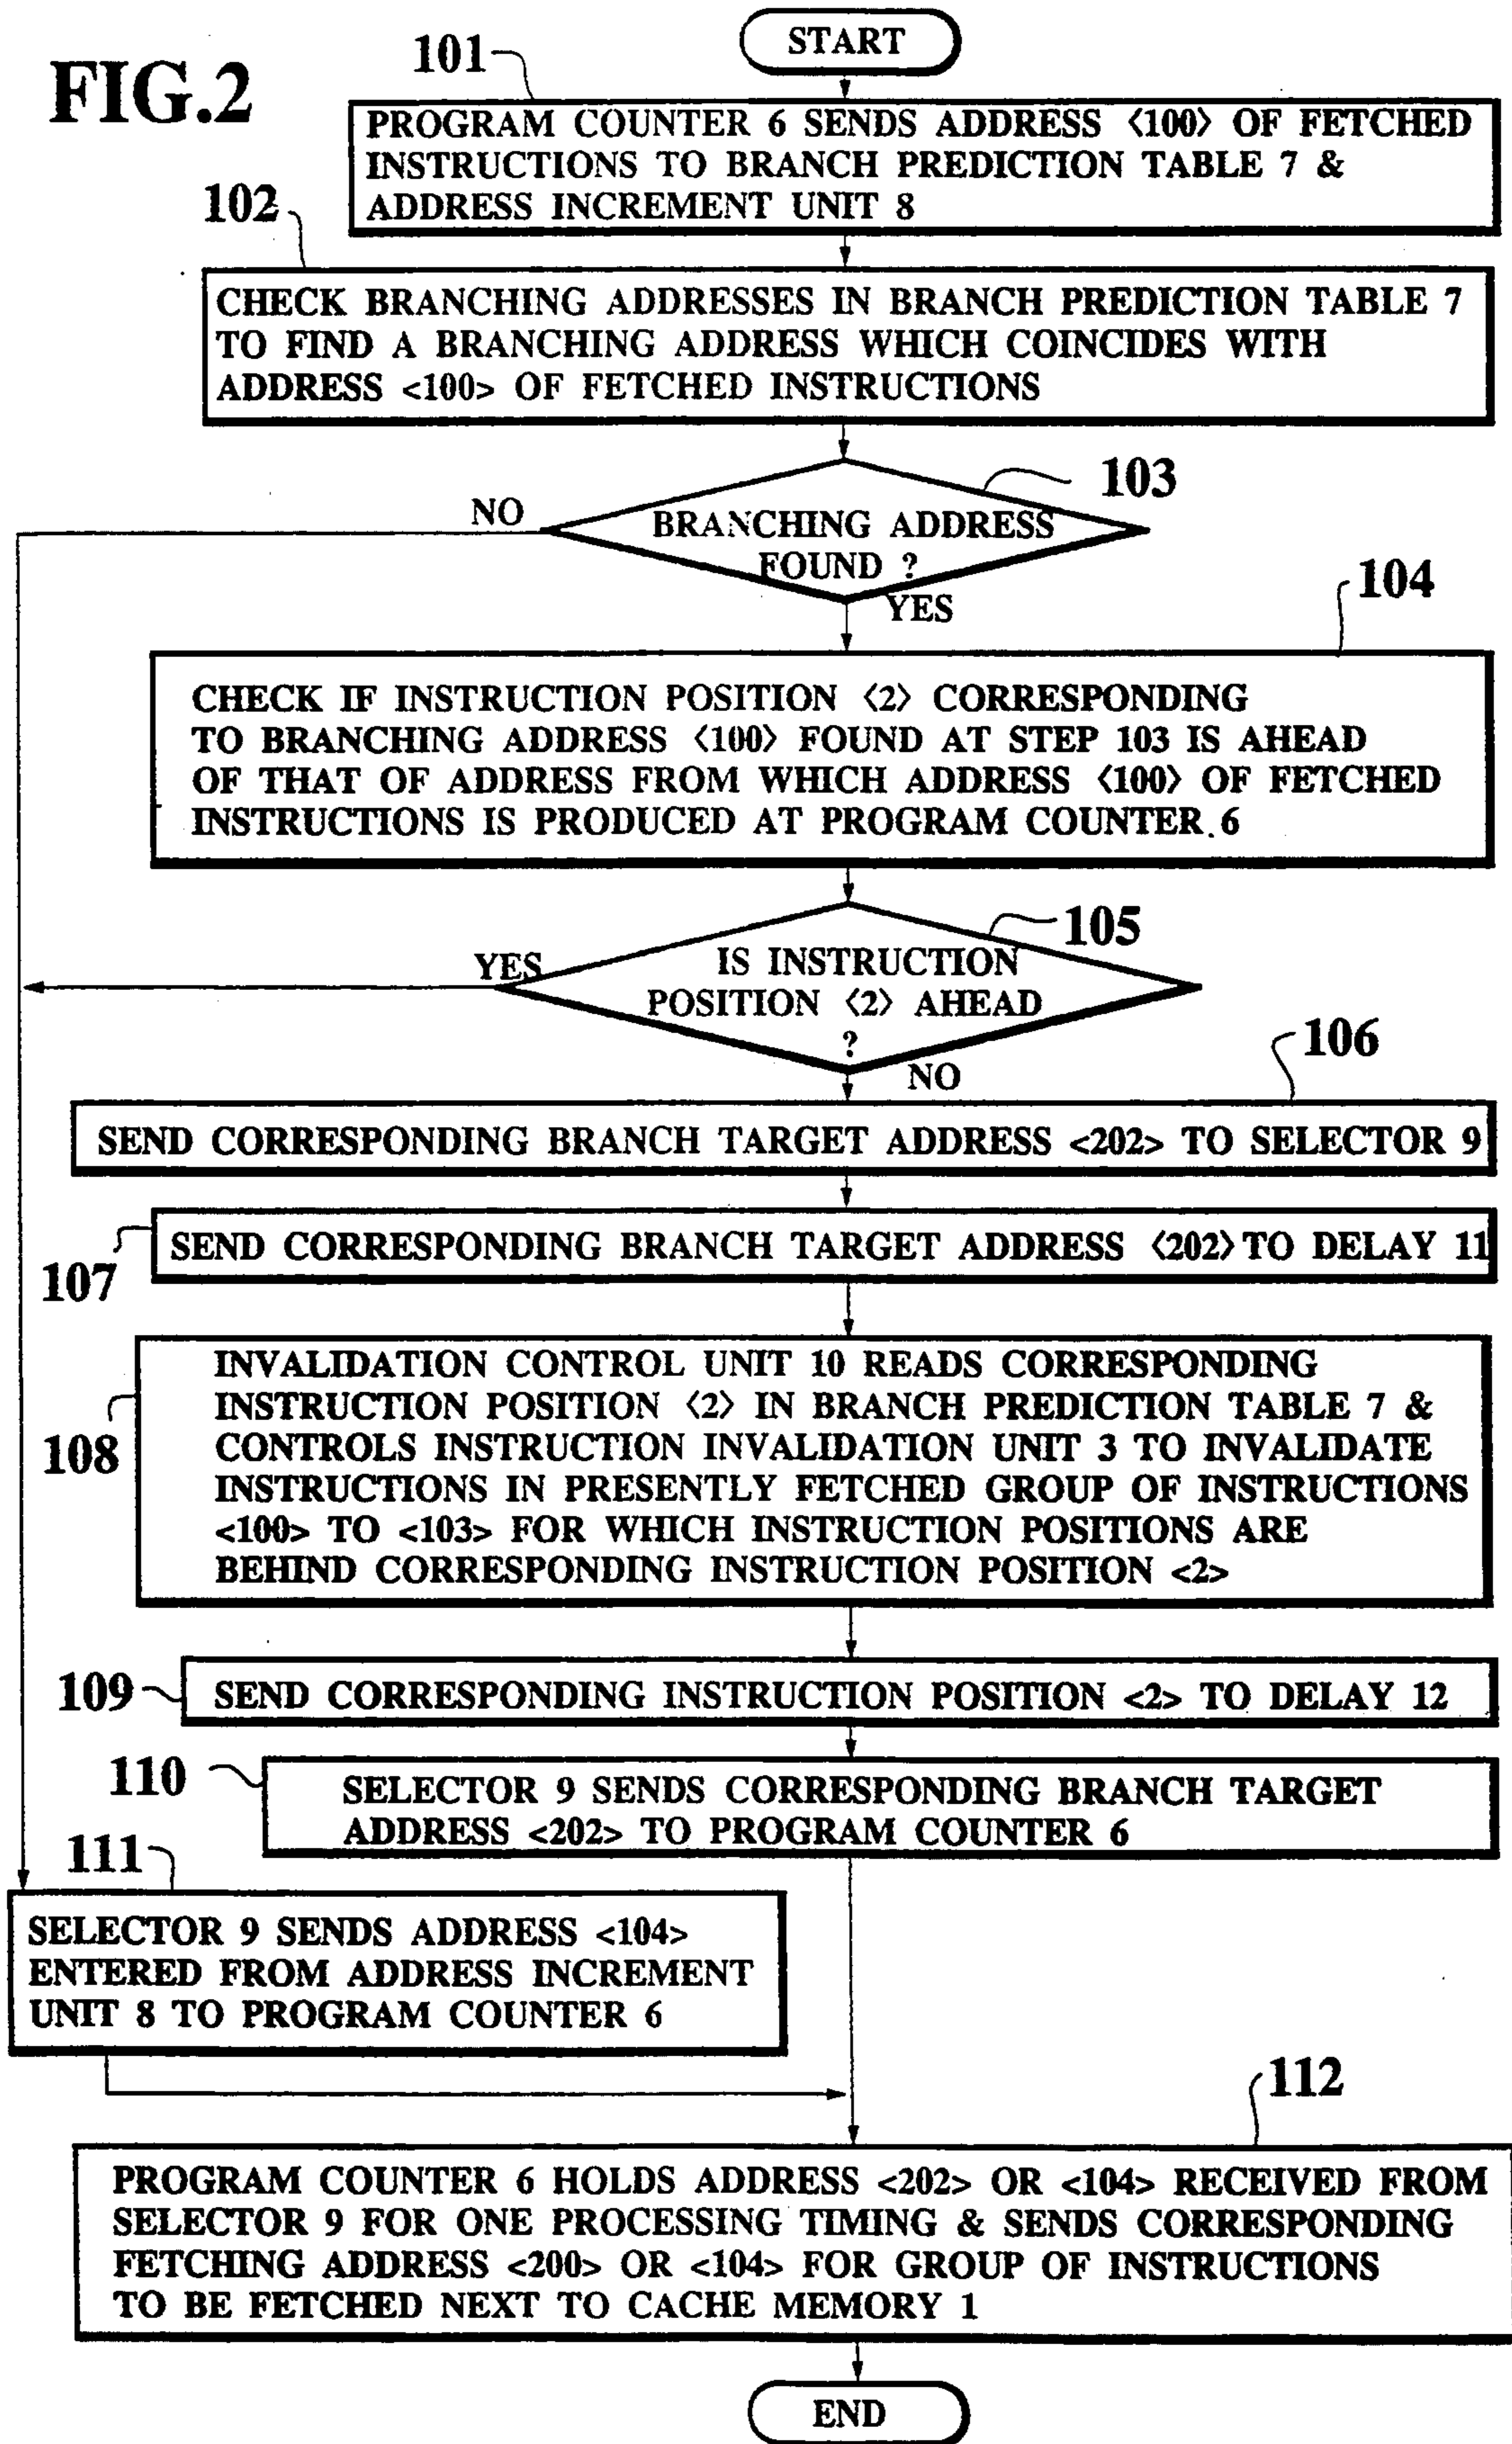 FIG.2
START
101
PROGRAM COUNTER 6 SENDS ADDRESS <100> OF FETCHED
INSTRUCTIONS TO BRANCH PREDICTION TABLE 7 &
ADDRESS INCREMENT UNIT 8
102
CHECK BRANCHING ADDRESSES IN BRANCH PREDICTION TABLE 7
TO FIND A BRANCHING ADDRESS WHICH COINCIDES WITH
ADDRESS <100> OF FETCHED INSTRUCTIONS
103
NO
BRANCHING ADDRESS
FOUND ?
YES
104
CHECK IF INSTRUCTION POSITION <2> CORRESPONDING
TO BRANCHING ADDRESS <100> FOUND AT STEP 103 IS AHEAD
OF THAT OF ADDRESS FROM WHICH ADDRESS <100> OF FETCHED
INSTRUCTIONS IS PRODUCED AT PROGRAM COUNTER 6
105
YES
IS INSTRUCTION
POSITION <2> AHEAD
?
NO
106
SEND CORRESPONDING BRANCH TARGET ADDRESS <202> TO SELECTOR 9
107
SEND CORRESPONDING BRANCH TARGET ADDRESS <202> TO DELAY 11
108
INVALIDATION CONTROL UNIT 10 READS CORRESPONDING
INSTRUCTION POSITION <2> IN BRANCH PREDICTION TABLE 7 &
CONTROLS INSTRUCTION INVALIDATION UNIT 3 TO INVALIDATE
INSTRUCTIONS IN PRESENTLY FETCHED GROUP OF INSTRUCTIONS
<100> TO <103> FOR WHICH INSTRUCTION POSITIONS ARE
BEHIND CORRESPONDING INSTRUCTION POSITION <2>
109
SEND CORRESPONDING INSTRUCTION POSITION <2> TO DELAY 12
110
SELECTOR 9 SENDS CORRESPONDING BRANCH TARGET
ADDRESS <202> TO PROGRAM COUNTER 6
111
SELECTOR 9 SENDS ADDRESS <104>
ENTERED FROM ADDRESS INCREMENT
UNIT 8 TO PROGRAM COUNTER 6
112
PROGRAM COUNTER 6 HOLDS ADDRESS <202> OR <104> RECEIVED FROM
SELECTOR 9 FOR ONE PROCESSING TIMING & SENDS CORRESPONDING
FETCHING ADDRESS <200> OR <104> FOR GROUP OF INSTRUCTIONS
TO BE FETCHED NEXT TO CACHE MEMORY 1
END